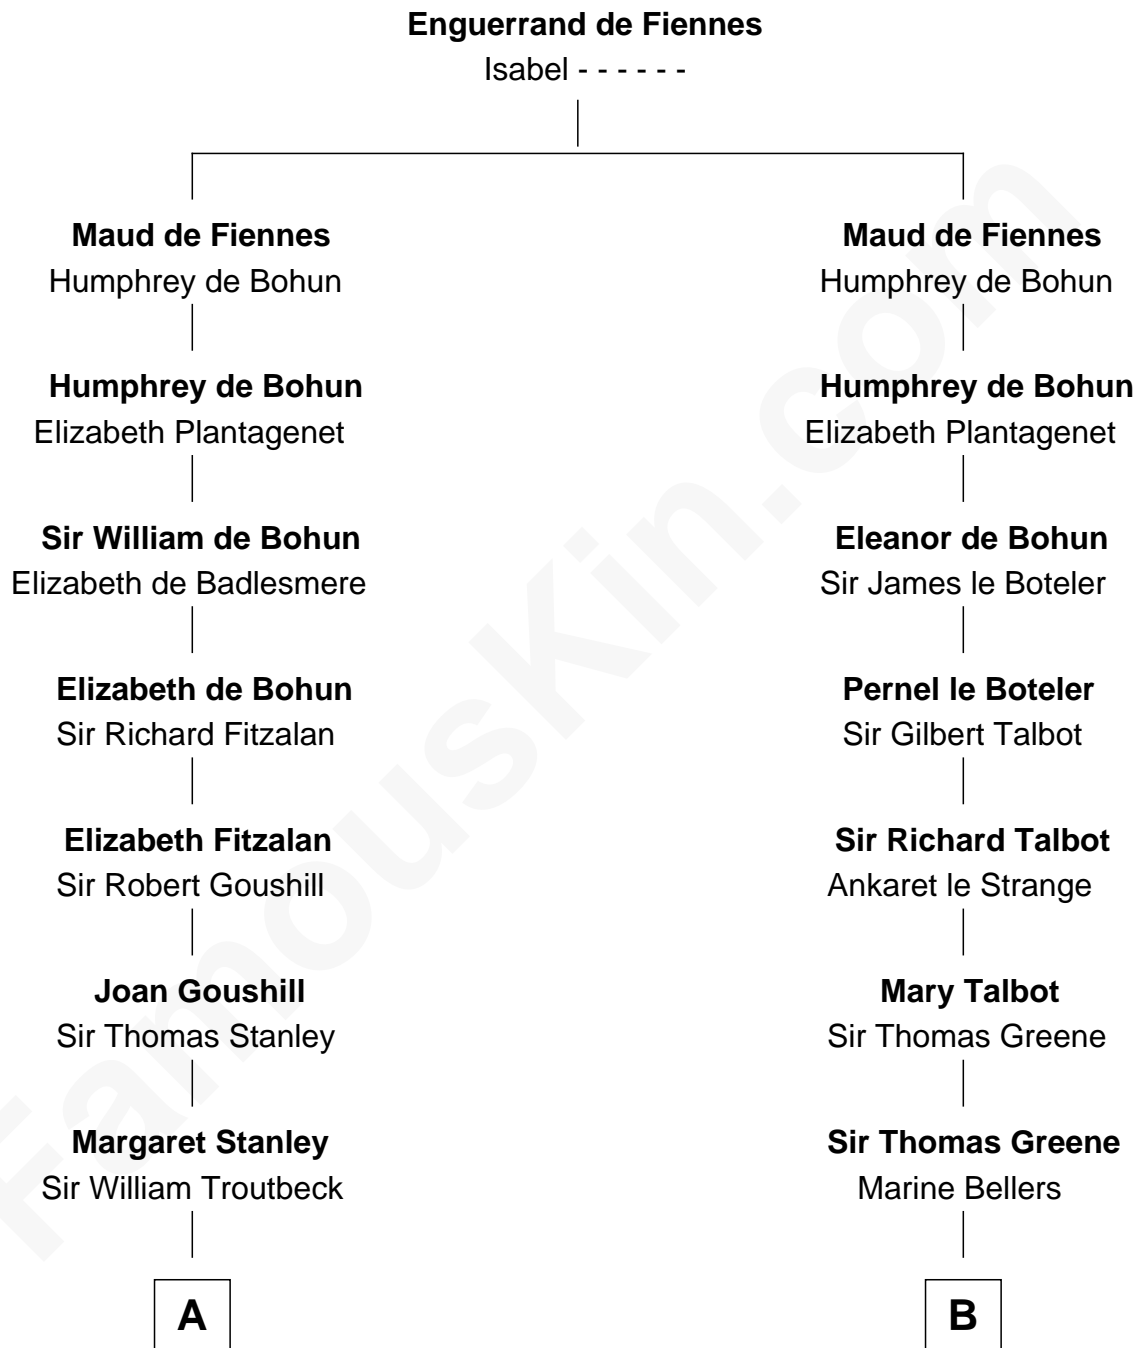 Enguerrand de Fiennes
Isabel - - - - - -
Maud de Fiennes
Humphrey de Bohun
Humphrey de Bohun
Elizabeth Plantagenet
Sir William de Bohun
Elizabeth de Badlesmere
Elizabeth de Bohun
Sir Richard Fitzalan
Elizabeth Fitzalan
Sir Robert Goushill
Joan Goushill
Sir Thomas Stanley
Margaret Stanley
Sir William Troutbeck
A
Maud de Fiennes
Humphrey de Bohun
Humphrey de Bohun
Elizabeth Plantagenet
Eleanor de Bohun
Sir James le Boteler
Pernel le Boteler
Sir Gilbert Talbot
Sir Richard Talbot
Ankaret le Strange
Mary Talbot
Sir Thomas Greene
Sir Thomas Greene
Marine Bellers
B
FamousKin.com